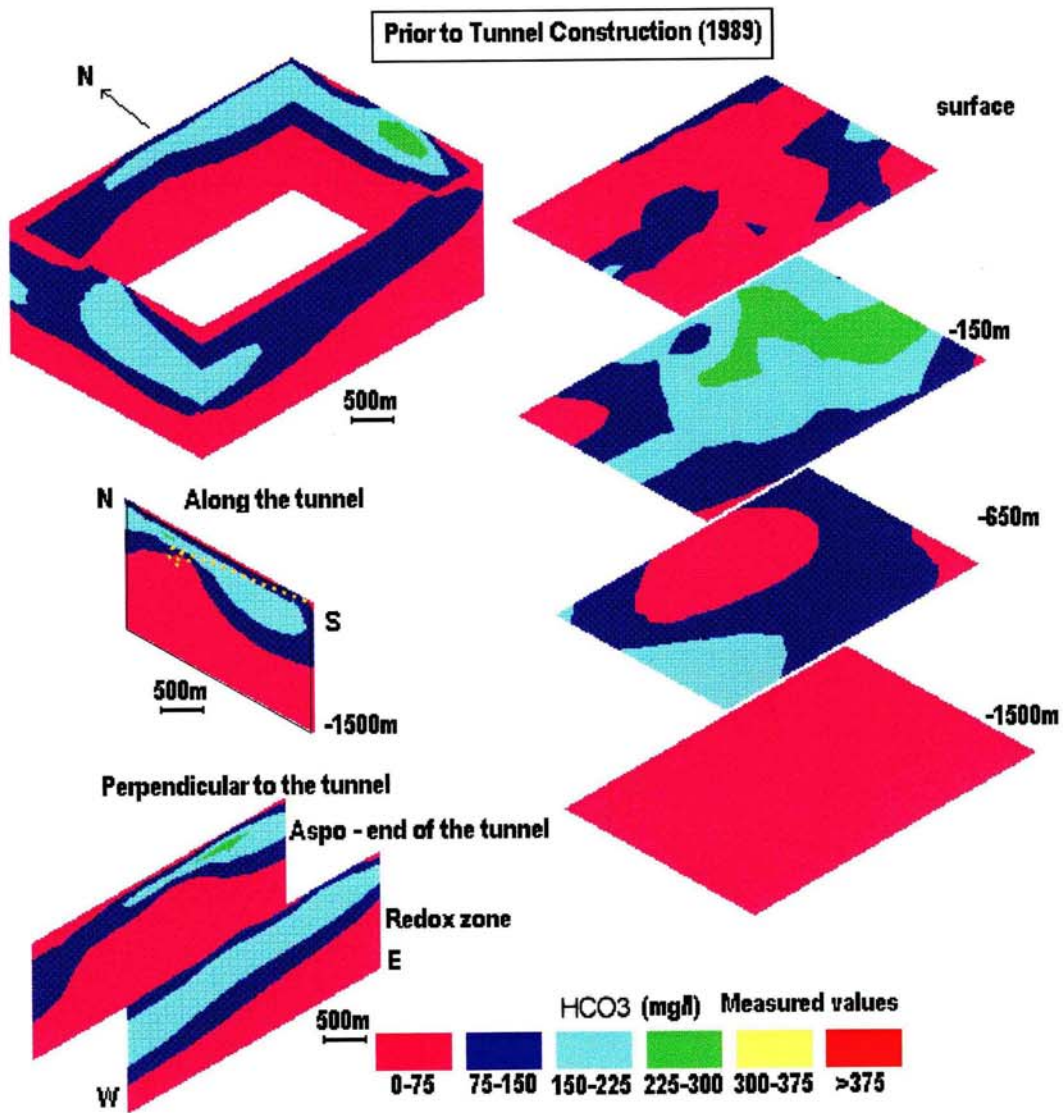 Prior to Tunnel Construction (1989)
N
surface
-150m
500m
N Along the tunnel
-650m
S
500m
-1500m
-1500m
Perpendicular to the tunnel
Aspo - end of the tunnel
Redox zone
E
500m
W
HCO3 (mg/l) Measured values
0-75 75-150 150-225 225-300 300-375 >375